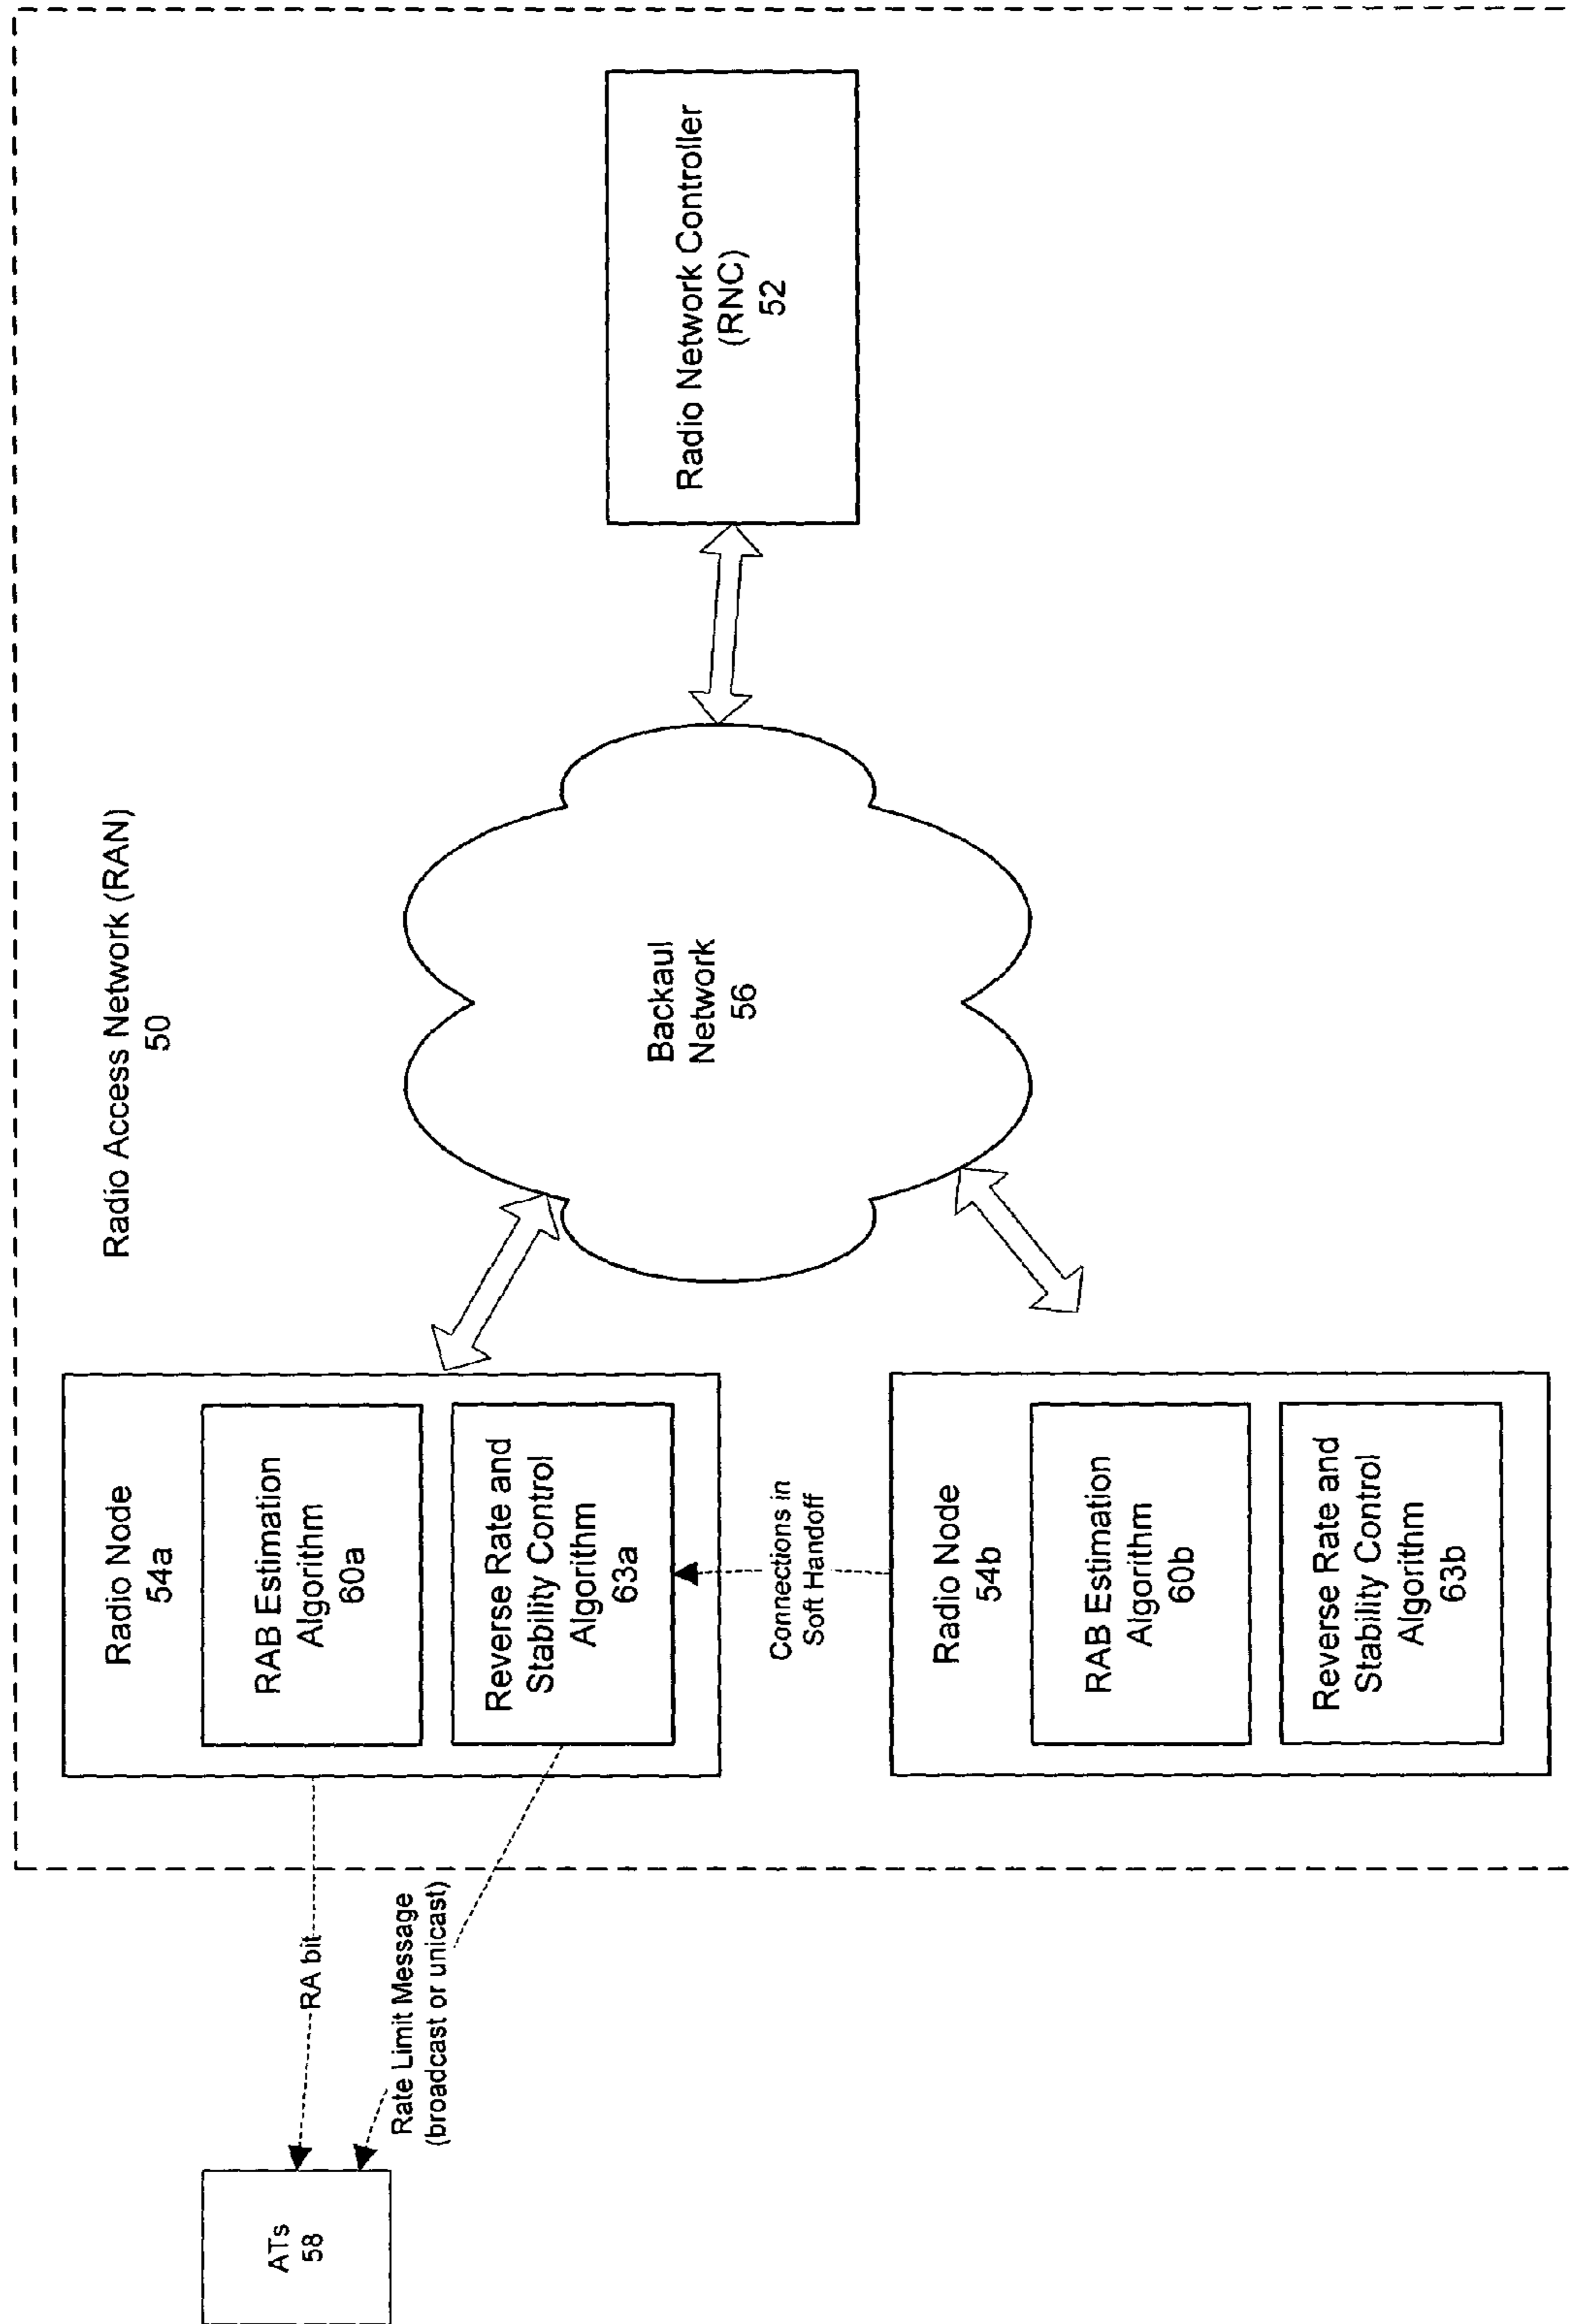 Radio Access Network (RAN)
50
ATs
58
RA bit
Rate Limit Message
(broadcast or unicast)
Radio Node
54a
RAB Estimation
Algorithm
60a
Reverse Rate and
Stability Control
Algorithm
63a
Connections in
Soft Handoff
Radio Node
54b
RAB Estimation
Algorithm
60b
Reverse Rate and
Stability Control
Algorithm
63b
Backaul
Network
56
Radio Network Controller
(RNC)
52